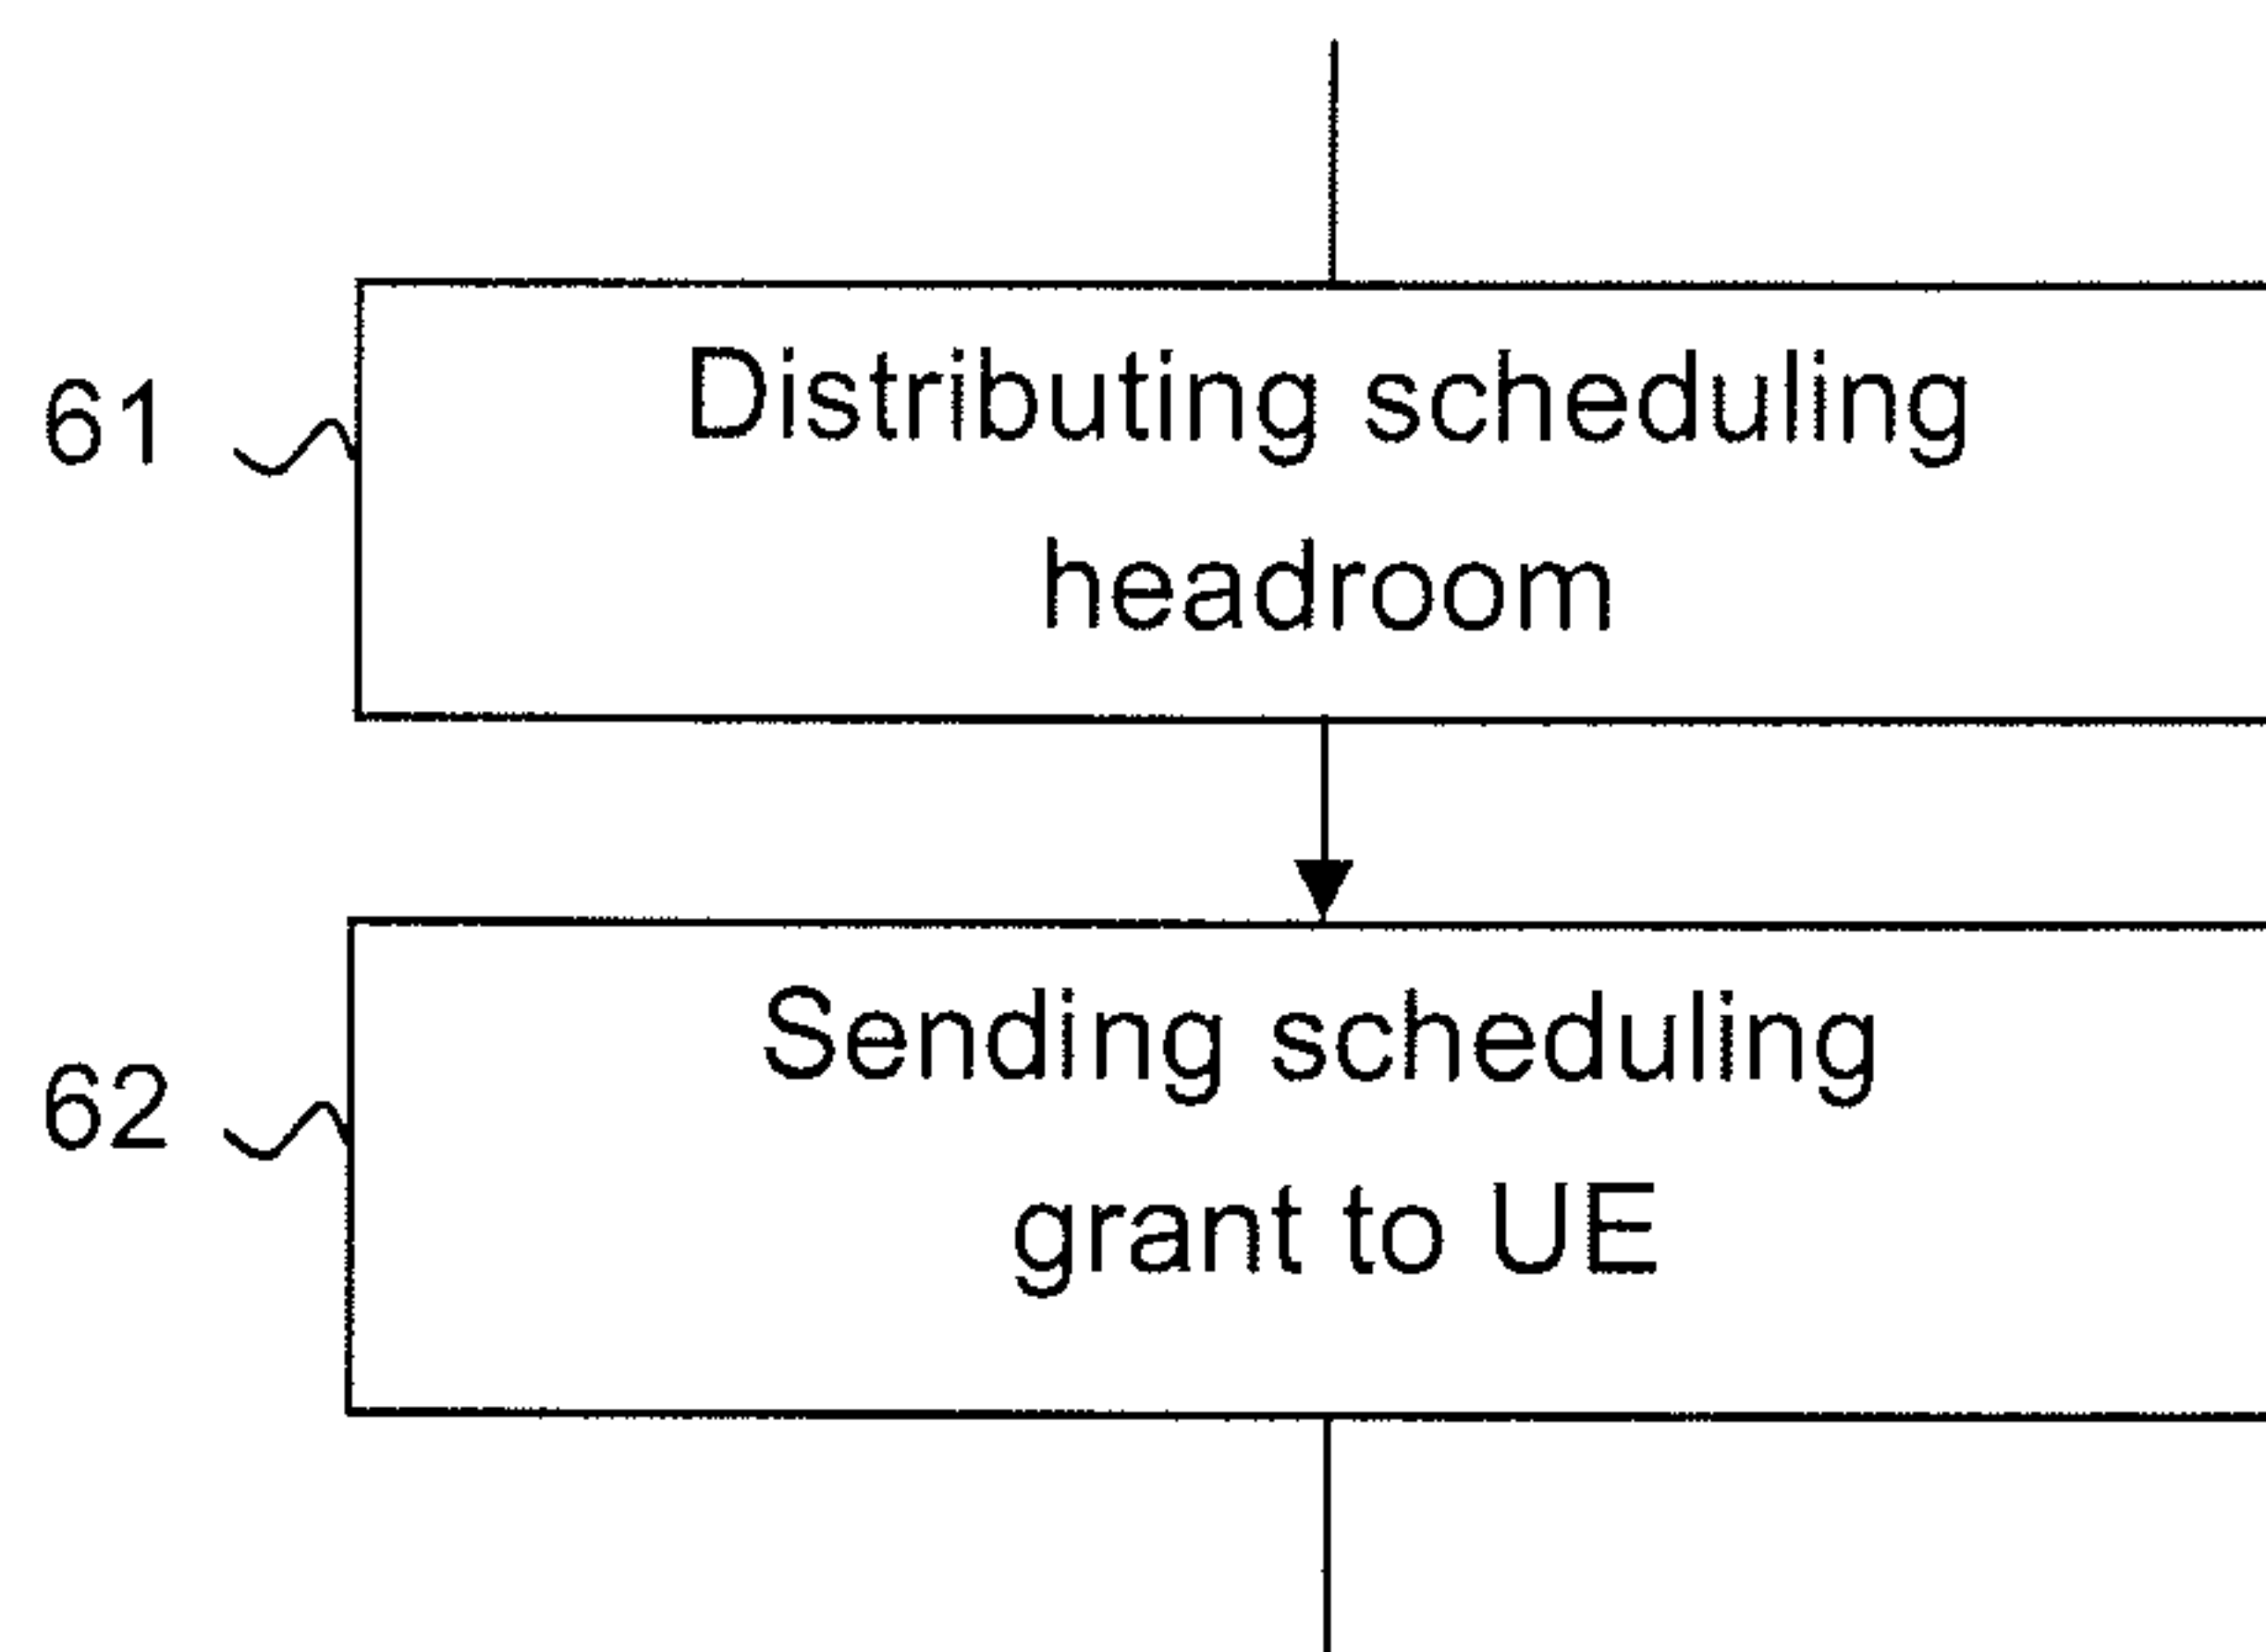 61
Distributing scheduling
headroom
62
Sending scheduling
grant to UE